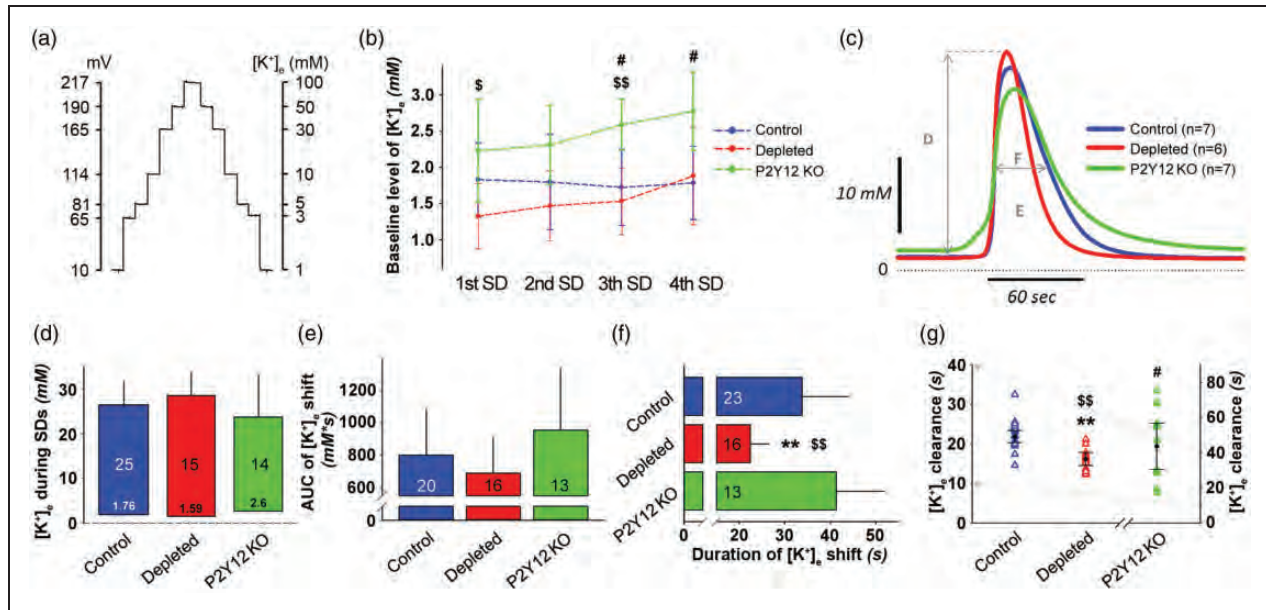 (a)
mV
[K⁺]e (mM)
217
190
165
114
81
65
10
100
50
30
10
5
3
1
(b)
Baseline level of [K⁺]e (mM)
3.0
2.5
2.0
1.5
1.0
$
#
$$
#
1st SD
2nd SD
3th SD
4th SD
Control
Depleted
P2Y12 KO
(c)
D
F
E
10 mM
0
60 sec
Control (n=7)
Depleted (n=6)
P2Y12 KO (n=7)
(d)
[K⁺]e during SDs (mM)
30
20
10
0
25
15
14
1.76
1.59
2.6
Control
Depleted
P2Y12 KO
(e)
AUC of [K⁺]e shift
(mM*s)
1200
1000
800
600
0
20
16
13
Control
Depleted
P2Y12 KO
(f)
Control
Depleted
P2Y12 KO
23
16
13
** $$
0
20
30
40
50
Duration of [K⁺]e shift (s)
(g)
[K⁺]e clearance (s)
40
30
20
10
0
$$
**
#
80
60
40
20
0
[K⁺]e clearance (s)
Control
Depleted
P2Y12 KO